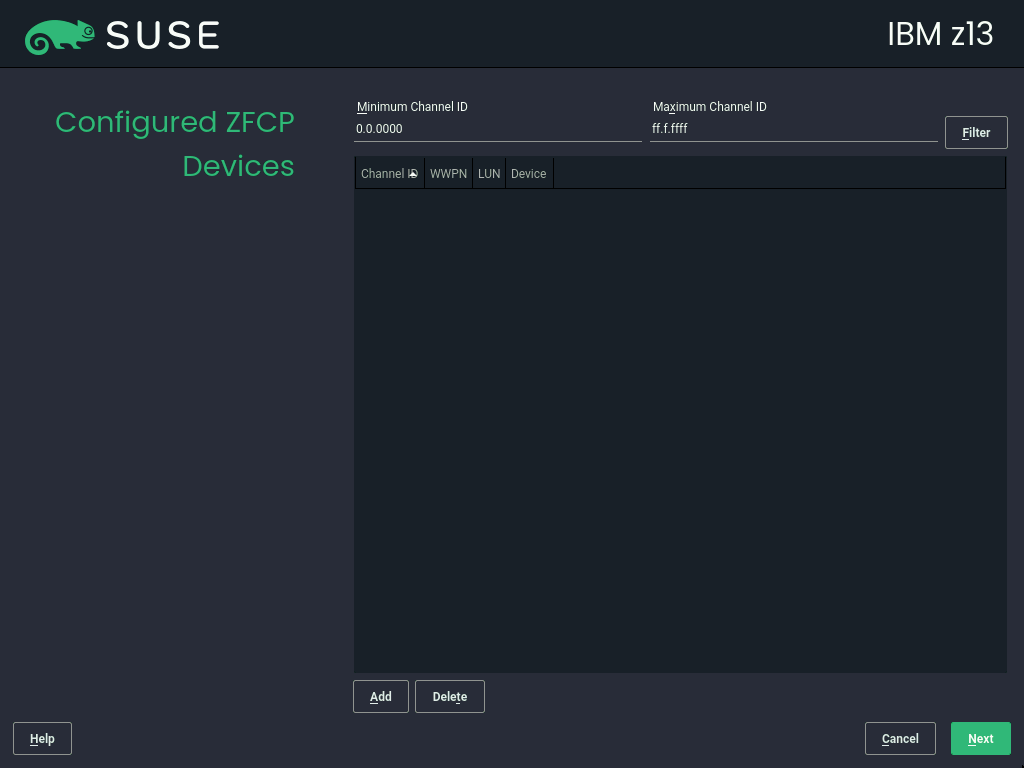 SUSE
IBM z13
Configured ZFCP
Devices
Minimum Channel ID
Maximum Channel ID
0.0.0000
ff.f.ffff
Filter
Channel ID
WWPN
LUN
Device
Add
Delete
Help
Cancel
Next